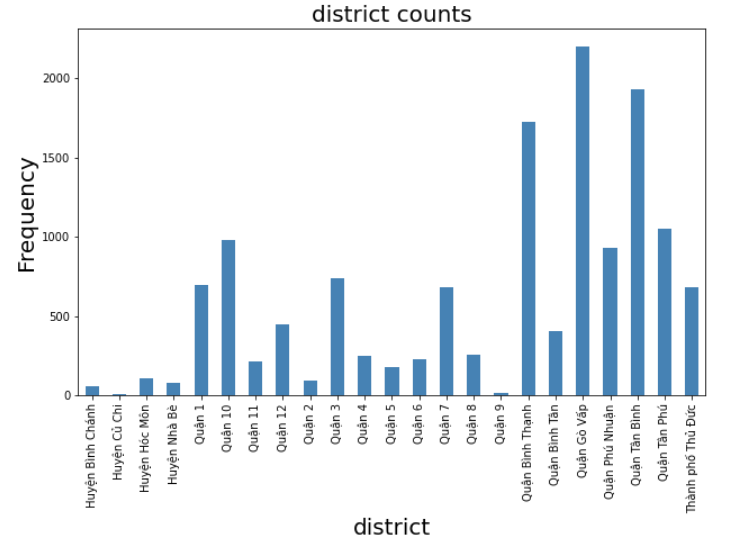 district counts
Frequency
2000
1500
1000
500
0
Huyện Bình Chánh
Huyện Củ Chi
Huyện Hóc Môn
Huyện Nhà Bè
Quận 1
Quận 10
Quận 11
Quận 12
Quận 2
Quận 3
Quận 4
Quận 5
Quận 6
Quận 7
Quận 8
Quận 9
Quận Bình Thạnh
Quận Bình Tân
Quận Gò Vấp
Quận Phú Nhuận
Quận Tân Bình
Quận Tân Phú
Thành phố Thủ Đức
district